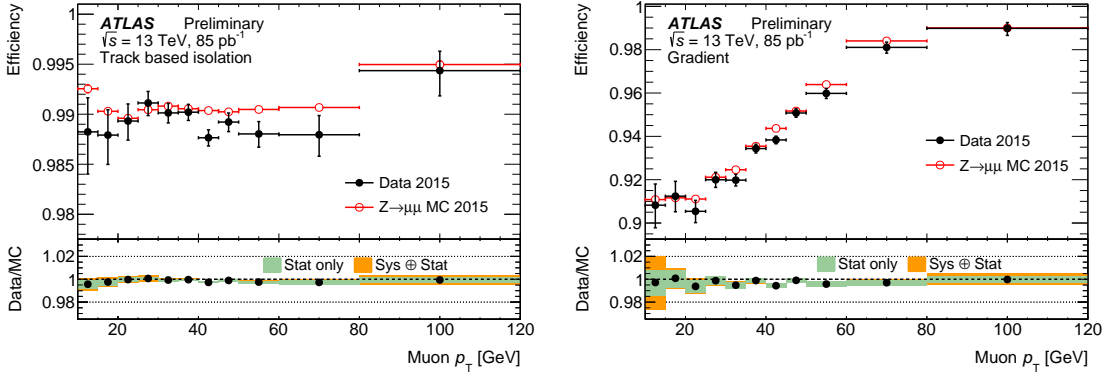 Efficiency
1
0.995
0.99
0.985
0.98
ATLAS Preliminary
√s = 13 TeV, 85 pb⁻¹
Track based isolation
Data 2015
Z→μμ MC 2015
Data/MC
1.02
1
0.98
Stat only
Sys ⊕ Stat
20 40 60 80 100 120
Muon p_T [GeV]
Efficiency
1
0.98
0.96
0.94
0.92
0.9
ATLAS Preliminary
√s = 13 TeV, 85 pb⁻¹
Gradient
Data 2015
Z→μμ MC 2015
Data/MC
1.02
1
0.98
Stat only
Sys ⊕ Stat
20 40 60 80 100 120
Muon p_T [GeV]